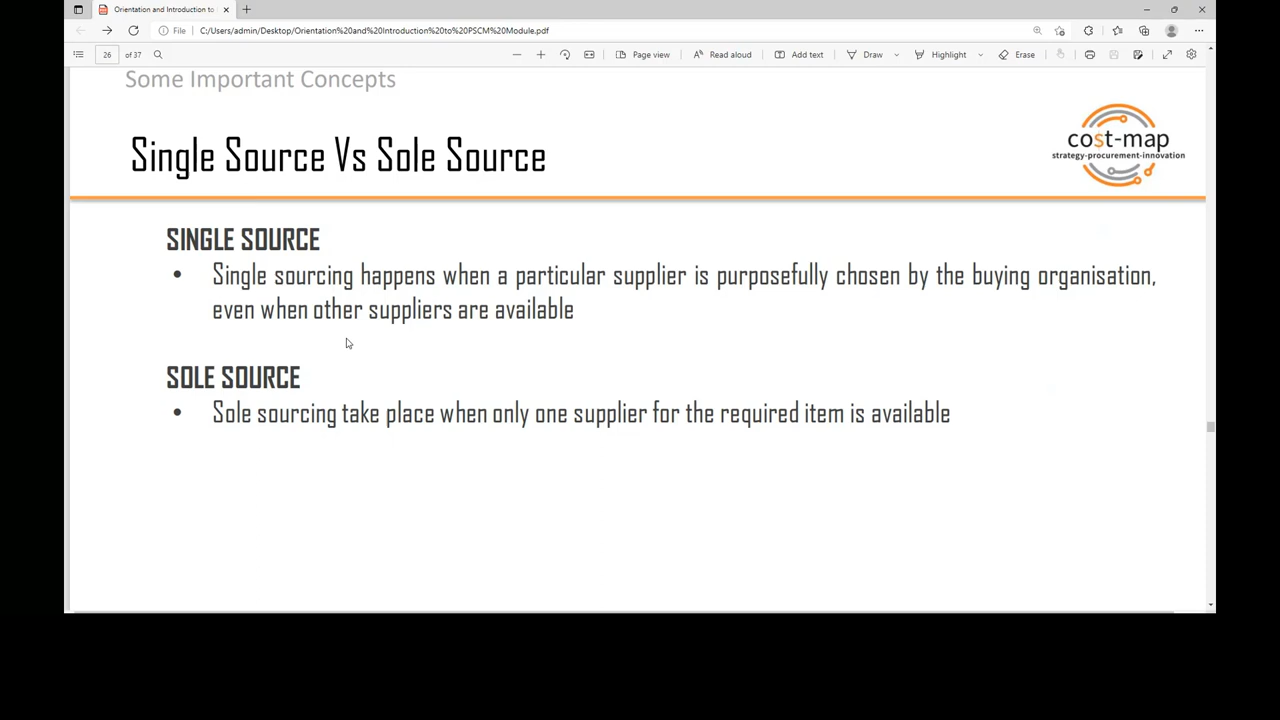 Orientation and Introduction to
File
C:/Users/admin/Desktop/Orientation%20and%20Introduction%20to%20PSCM%20Module.pdf
26 of 37
Page view
Read aloud
Add text
Draw
Highlight
Erase
Some Important Concepts
Single Source Vs Sole Source
cost-map
strategy-procurement-innovation
SINGLE SOURCE
• Single sourcing happens when a particular supplier is purposefully chosen by the buying organisation,
even when other suppliers are available
SOLE SOURCE
• Sole sourcing take place when only one supplier for the required item is available